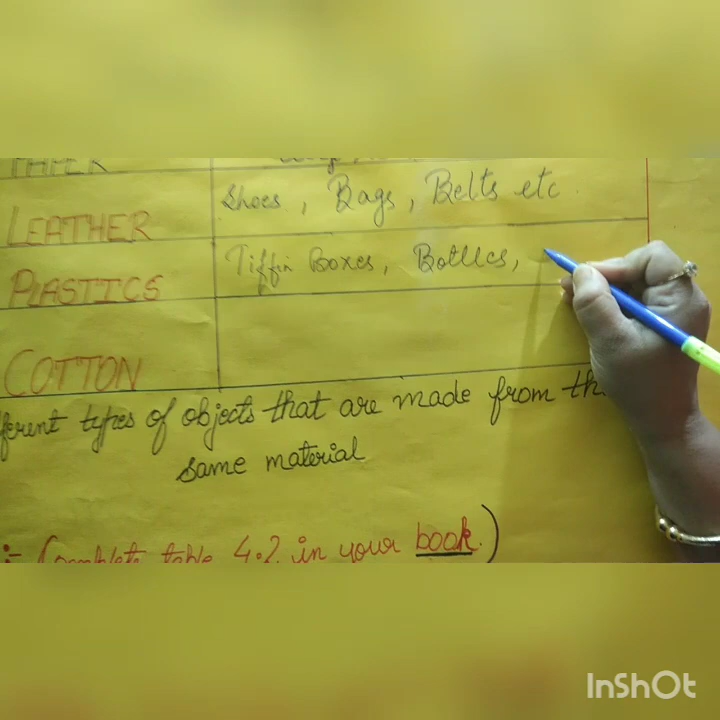 PAPER
LEATHER Shoes, Bags, Belts etc
PLASTICS Tiffin Boxes, Bottles,
COTTON
types of objects that are made from
same material
Complete table 4.2 in your book.)
InShOt